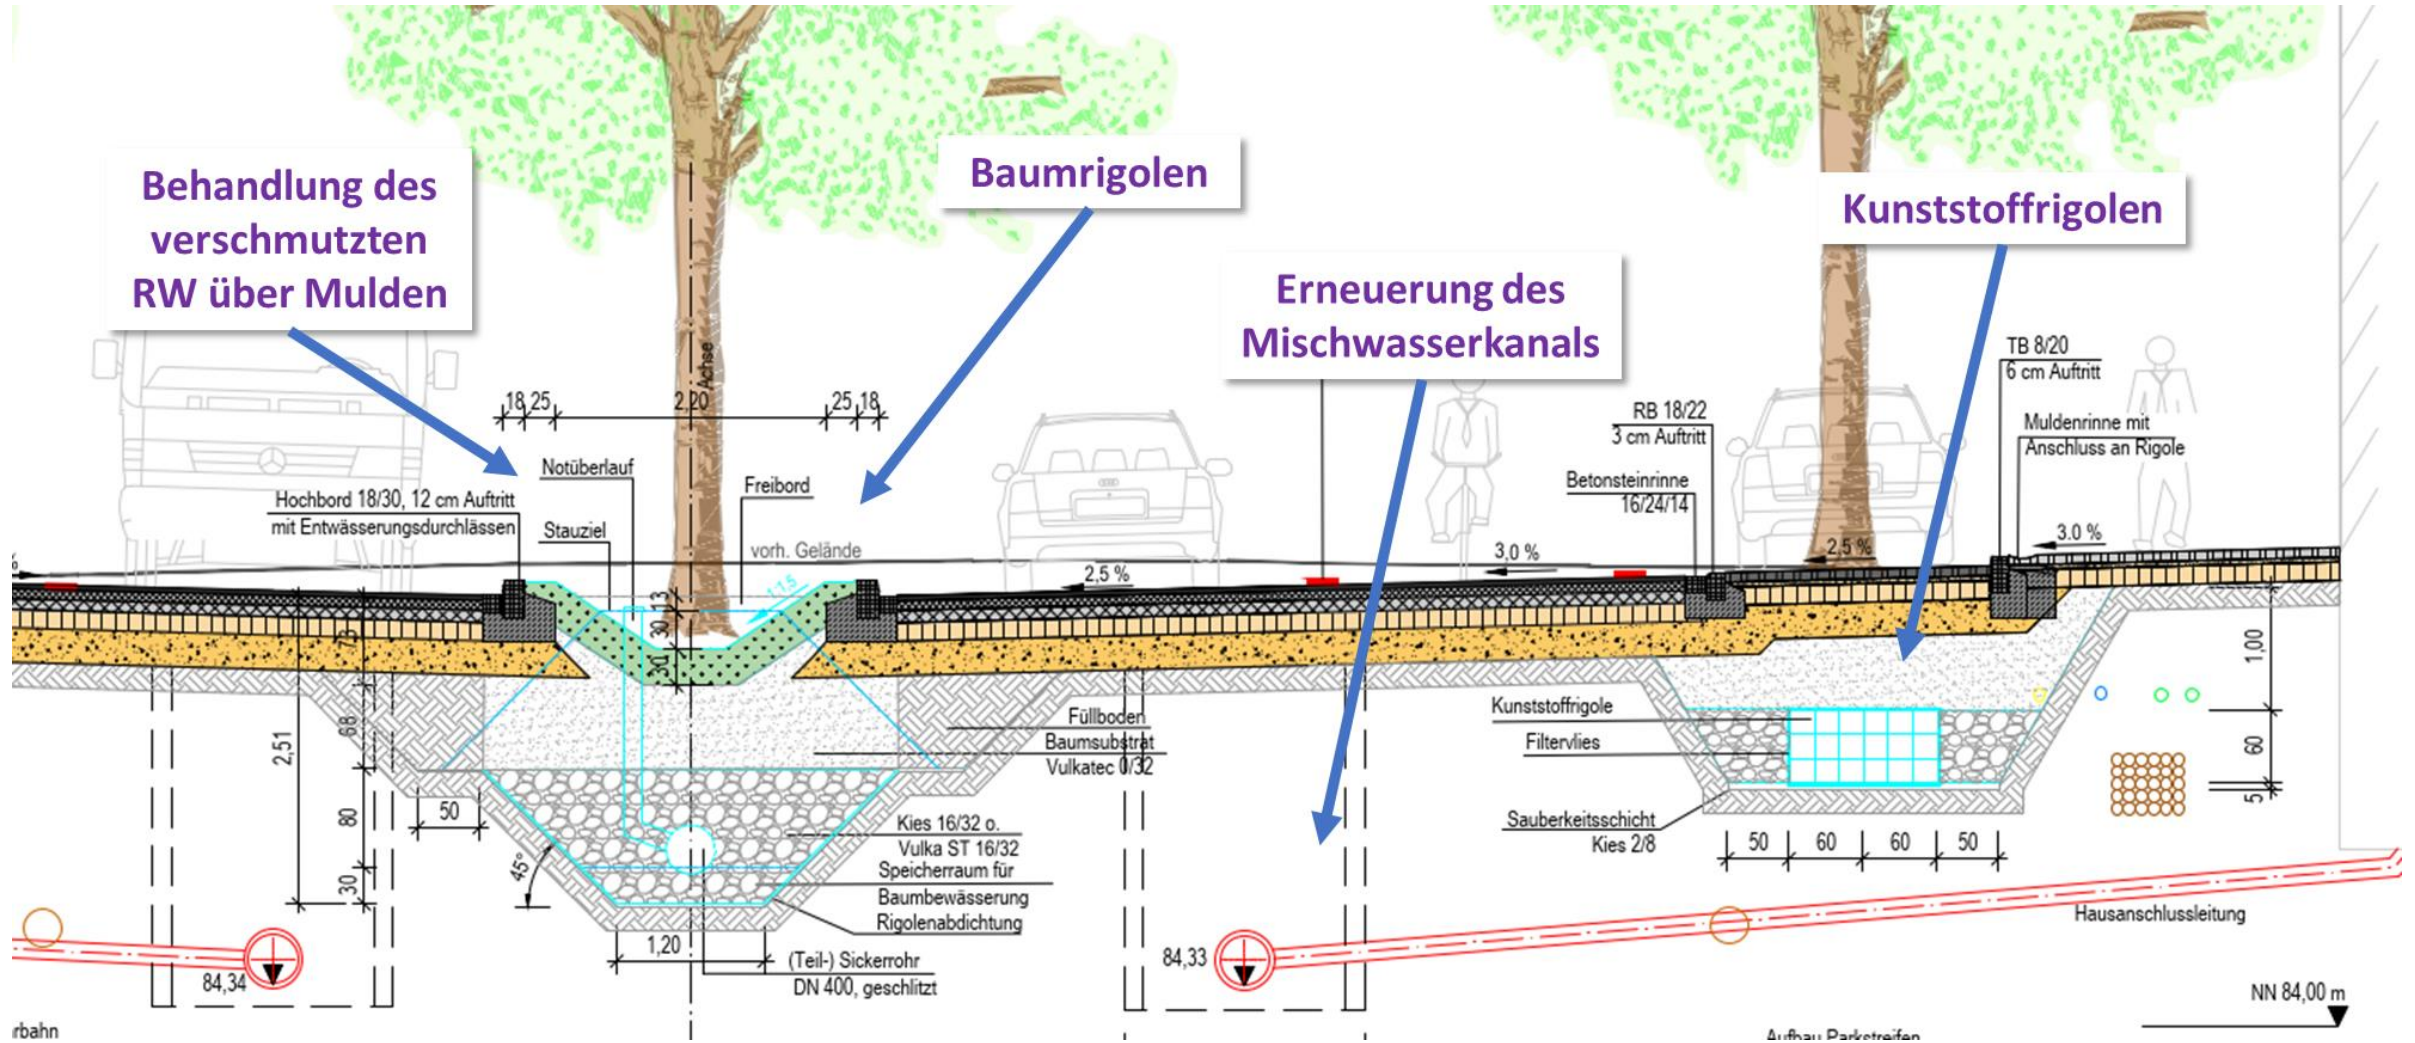 Behandlung des
verschmutzten
RW über Mulden
Baumrigolen
Erneuerung des
Mischwasserkanals
Kunststoffrigolen
Achse
18 25
2,20
25 18
Notüberlauf
Freibord
Hochbord 18/30, 12 cm Auftritt
mit Entwässerungsdurchlässen
Stauziel
vorh. Gelände
RB 18/22
3 cm Auftritt
Betonsteinrinne
16/24/14
TB 8/20
6 cm Auftritt
Muldenrinne mit
Anschluss an Rigole
%
2,5 %
3,0 %
2,5 %
3.0 %
1:1,5
13
30
30
73
68
80
30
2,51
50
45°
1,20
Füllboden
Baumsubstrat
Vulkatec 0/32
Kies 16/32 o.
Vulka ST 16/32
Speicherraum für
Baumbewässerung
Rigolenabdichtung
(Teil-) Sickerrohr
DN 400, geschlitzt
Kunststoffrigole
Filtervlies
Sauberkeitsschicht
Kies 2/8
50
60
60
50
1,00
60
5
Hausanschlussleitung
84,34
84,33
NN 84,00 m
rbahn
Aufbau Parkstreifen